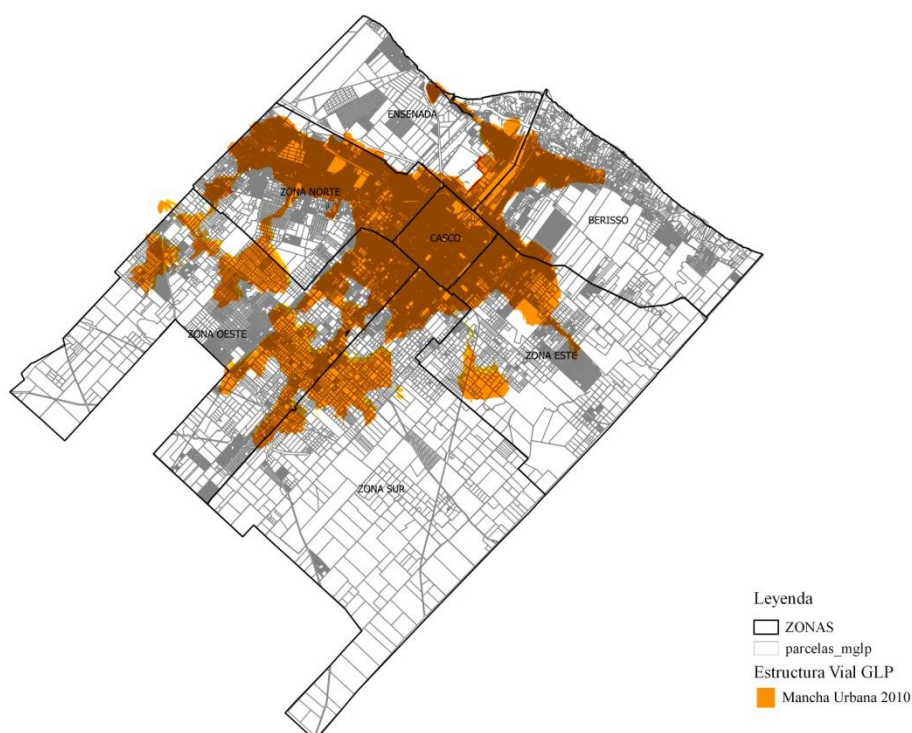 ENSENADA
ZONA NORTE
BERISSO
CASCO
ZONA OESTE
ZONA ESTE
ZONA SUR
Leyenda
ZONAS
parcelas_mglp
Estructura Vial GLP
Mancha Urbana 2010